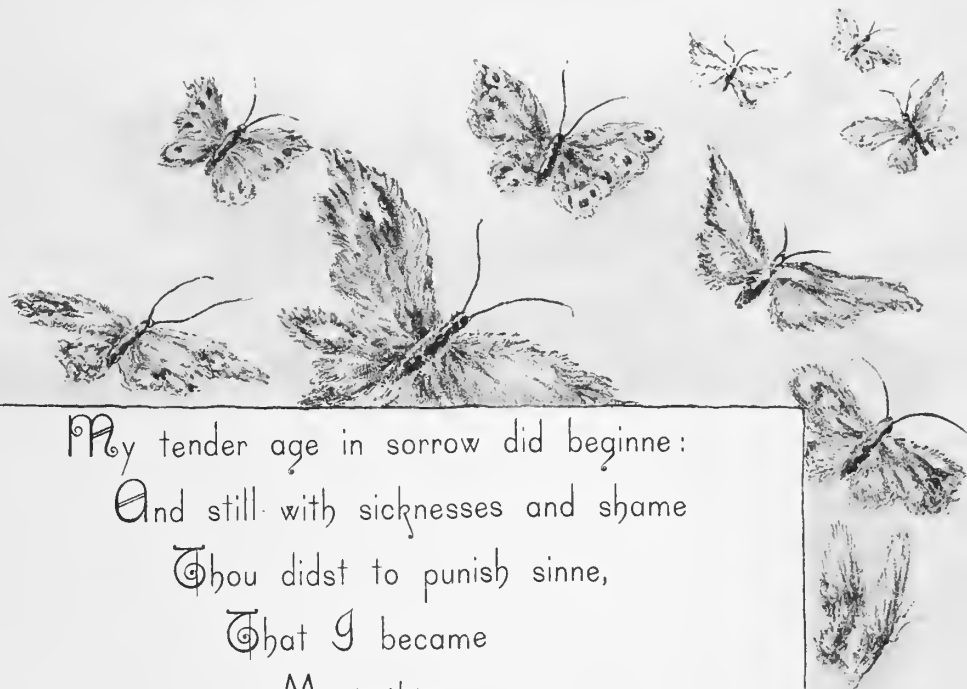 My tender age in sorrow did beginne:
And still with sicknesses and shame
Thou didst to punish sinne,
That I became